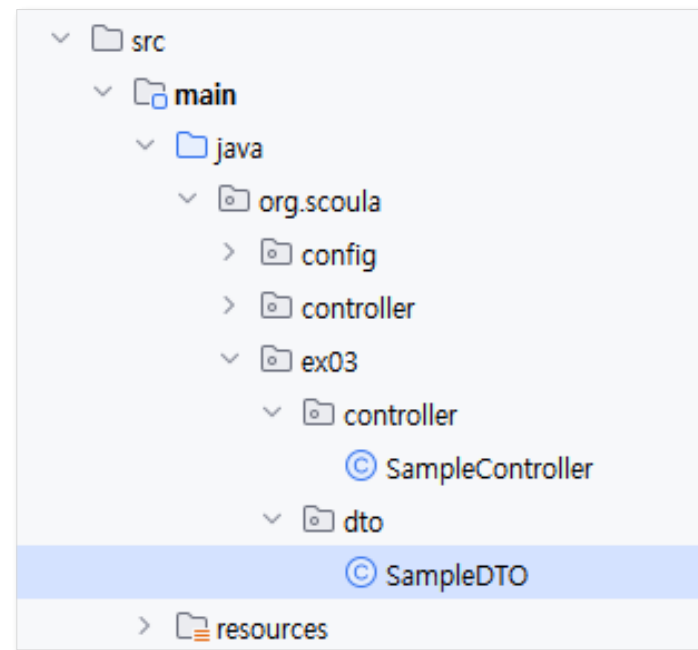 src
main
java
org.scoula
config
controller
ex03
controller
SampleController
dto
SampleDTO
resources